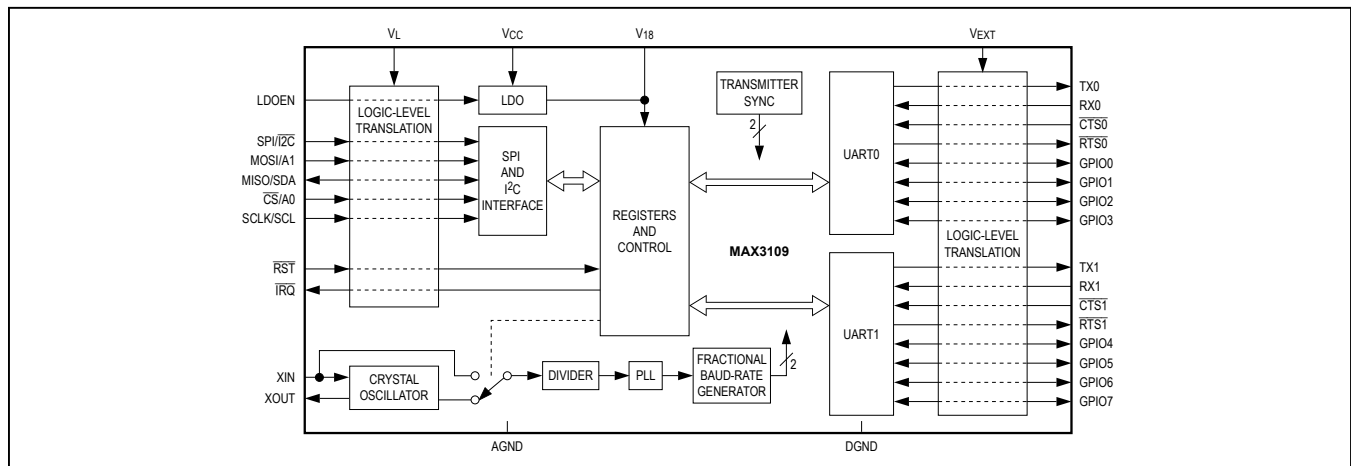 VL
VCC
V18
VEXT
LDOEN
SPI/I2C
MOSI/A1
MISO/SDA
CS/A0
SCLK/SCL
RST
IRQ
XIN
XOUT
LOGIC-LEVEL
TRANSLATION
LDO
SPI
AND
I2C
INTERFACE
REGISTERS
AND
CONTROL
TRANSMITTER
SYNC
2
MAX3109
CRYSTAL
OSCILLATOR
DIVIDER
PLL
FRACTIONAL
BAUD-RATE
GENERATOR
2
UART0
UART1
LOGIC-LEVEL
TRANSLATION
TX0
RX0
CTS0
RTS0
GPIO0
GPIO1
GPIO2
GPIO3
TX1
RX1
CTS1
RTS1
GPIO4
GPIO5
GPIO6
GPIO7
AGND
DGND